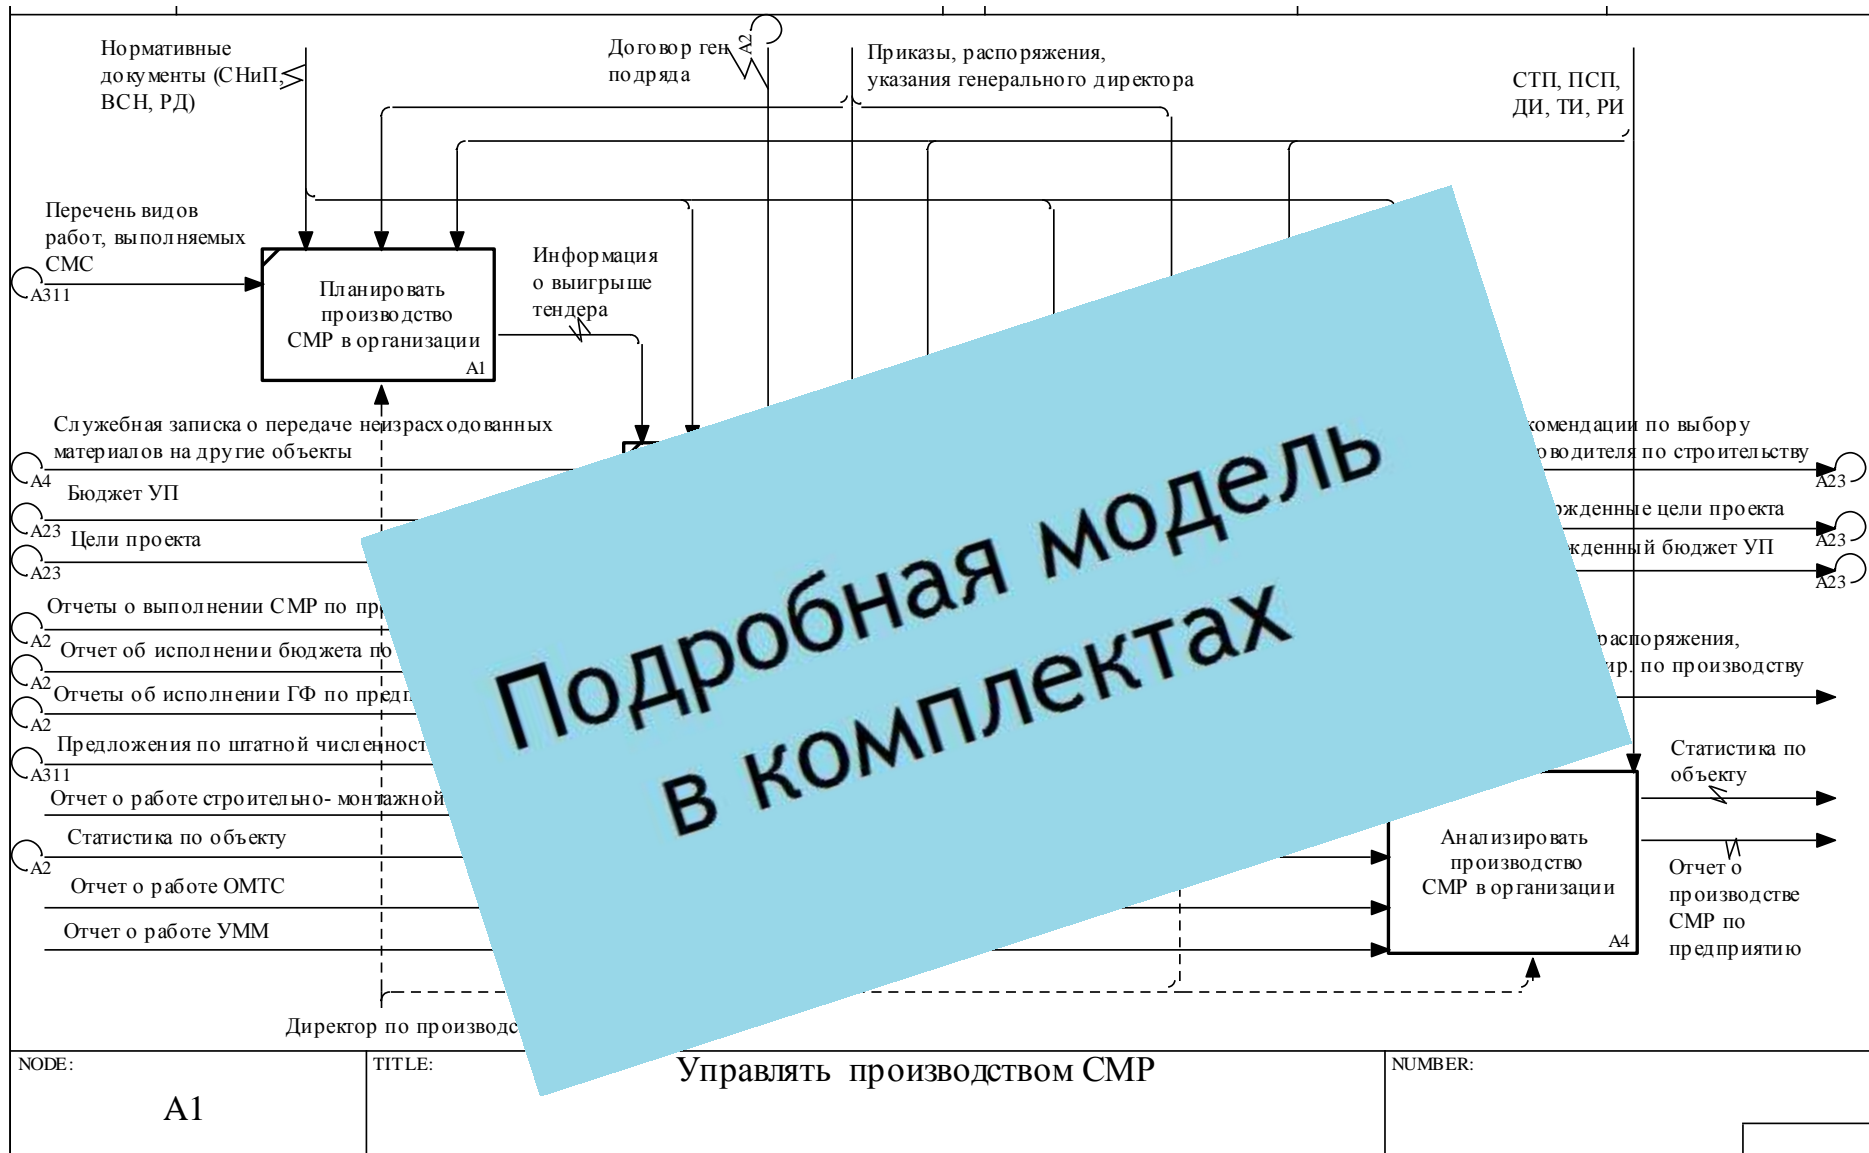 A2
Нормативные
документы (СНиП,
ВСН, РД)
Договор ген
подряда
Приказы, распоряжения,
указания генерального директора
СТП, ПСП,
ДИ, ТИ, РИ
Перечень видов
работ, выполняемых
СМС
A311
Планировать
производство
СМР в организации
A1
Информация
о выигрыше
тендера
Служебная записка о передаче неизрасходованных
материалов на другие объекты
A4
Бюджет УП
A23
Цели проекта
A23
Отчеты о выполнении СМР по пр
A2
Отчет об исполнении бюджета по
A2
Отчеты об исполнении ГФ по предп
A2
Предложения по штатной численност
A311
Отчет о работе строительно- монтажной
Статистика по объекту
A2
Отчет о работе ОМТС
Отчет о работе УММ
Директор по производс
Подробная модель
в комплектах
комендации по выбору
оводителя по строительству
A23
ржденные цели проекта
A23
жденный бюджет УП
A23
распоряжения,
ир. по производству
Статистика по
объекту
Анализировать
производство
СМР в организации
A4
Отчет о
производстве
СМР по
предприятию
NODE:
A1
TITLE:
Управлять производством СМР
NUMBER: